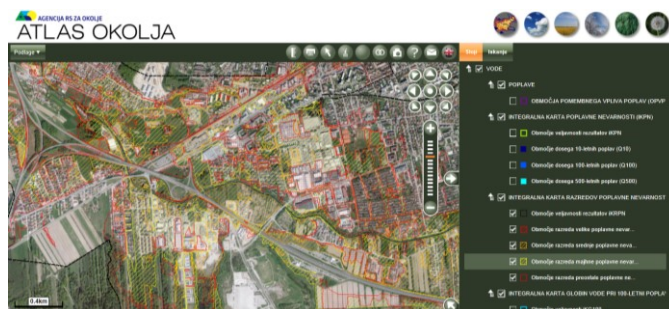 AGENCIJA RS ZA OKOLJE
ATLAS OKOLJA
Podlage
Sloji Iskanje
VODE
POPLAVE
OBMOČJA POMEMBNEGA VPLIVA POPLAV (OPVP
INTEGRALNA KARTA POPLAVNE NEVARNOSTI (IKPN)
Območje veljavnosti rezultatov IKPN
Območje dosega 10-letnih poplav (Q10)
Območje dosega 100-letnih poplav (Q100)
Območje dosega 500-letnih poplav (Q500)
INTEGRALNA KARTA RAZREDOV POPLAVNE NEVARNOST
Območje veljavnosti rezultatov IKRPN
Območje razreda velike poplavne nevar...
Območje razreda srednje poplavne neva...
Območje razreda majhne poplavne nevar...
Območje razreda preostale poplavne ne...
INTEGRALNA KARTA GLOBIN VODE PRI 100-LETNI POPLAV
0.4km